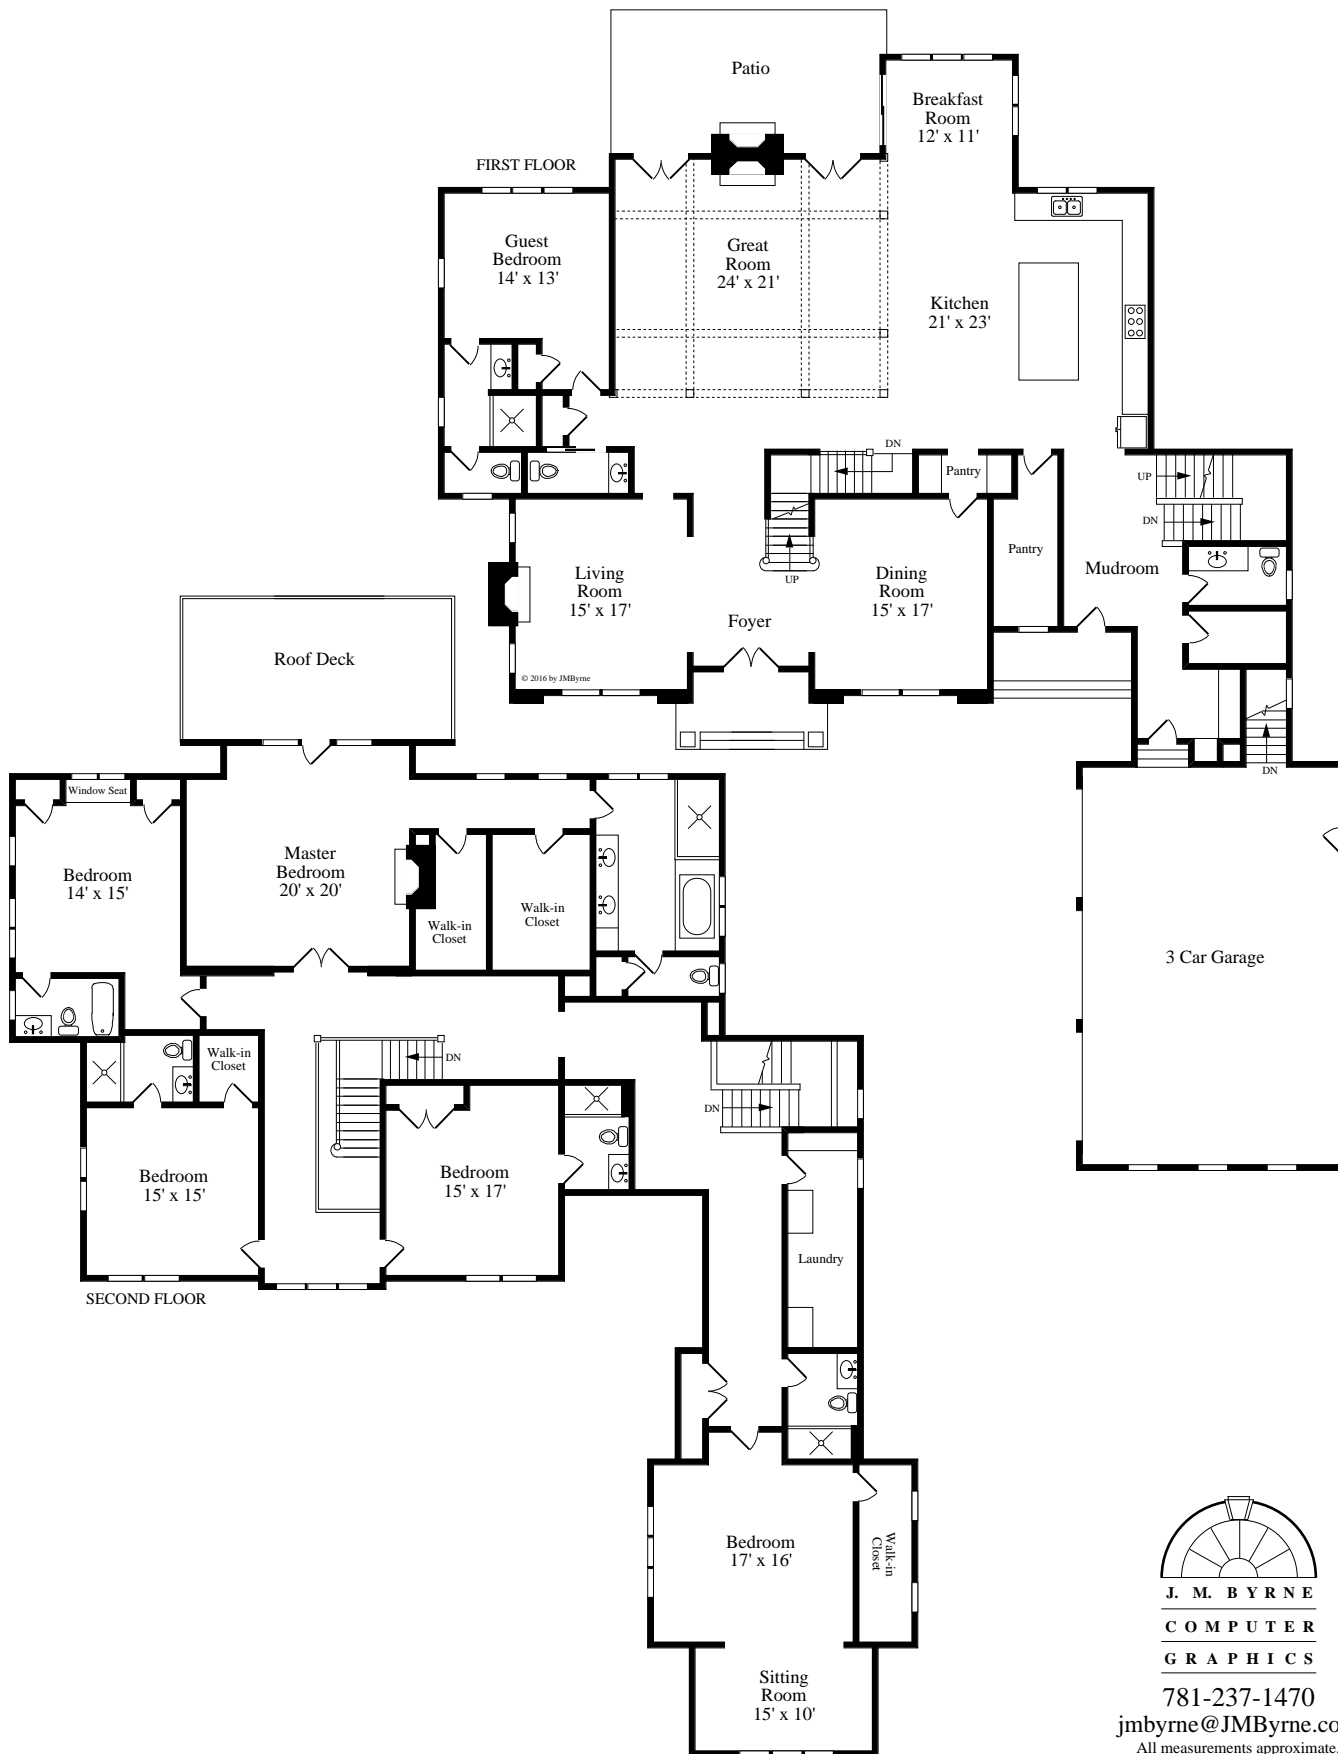 Patio
Breakfast
Room
12' x 11'
FIRST FLOOR
Guest
Bedroom
14' x 13'
Great
Room
24' x 21'
Kitchen
21' x 23'
DN
Pantry
UP
DN
Pantry
Mudroom
Living
Room
15' x 17'
UP
Dining
Room
15' x 17'
Foyer
© 2016 by JMByrne
DN
3 Car Garage
Roof Deck
Window Seat
Master
Bedroom
20' x 20'
Bedroom
14' x 15'
Walk-in
Closet
Walk-in
Closet
Walk-in
Closet
DN
DN
Bedroom
15' x 15'
Bedroom
15' x 17'
Laundry
SECOND FLOOR
Bedroom
17' x 16'
Walk-in
Closet
Sitting
Room
15' x 10'
J. M. BYRNE
COMPUTER
GRAPHICS
781-237-1470
jmbyrne@JMByrne.co
All measurements approximate.